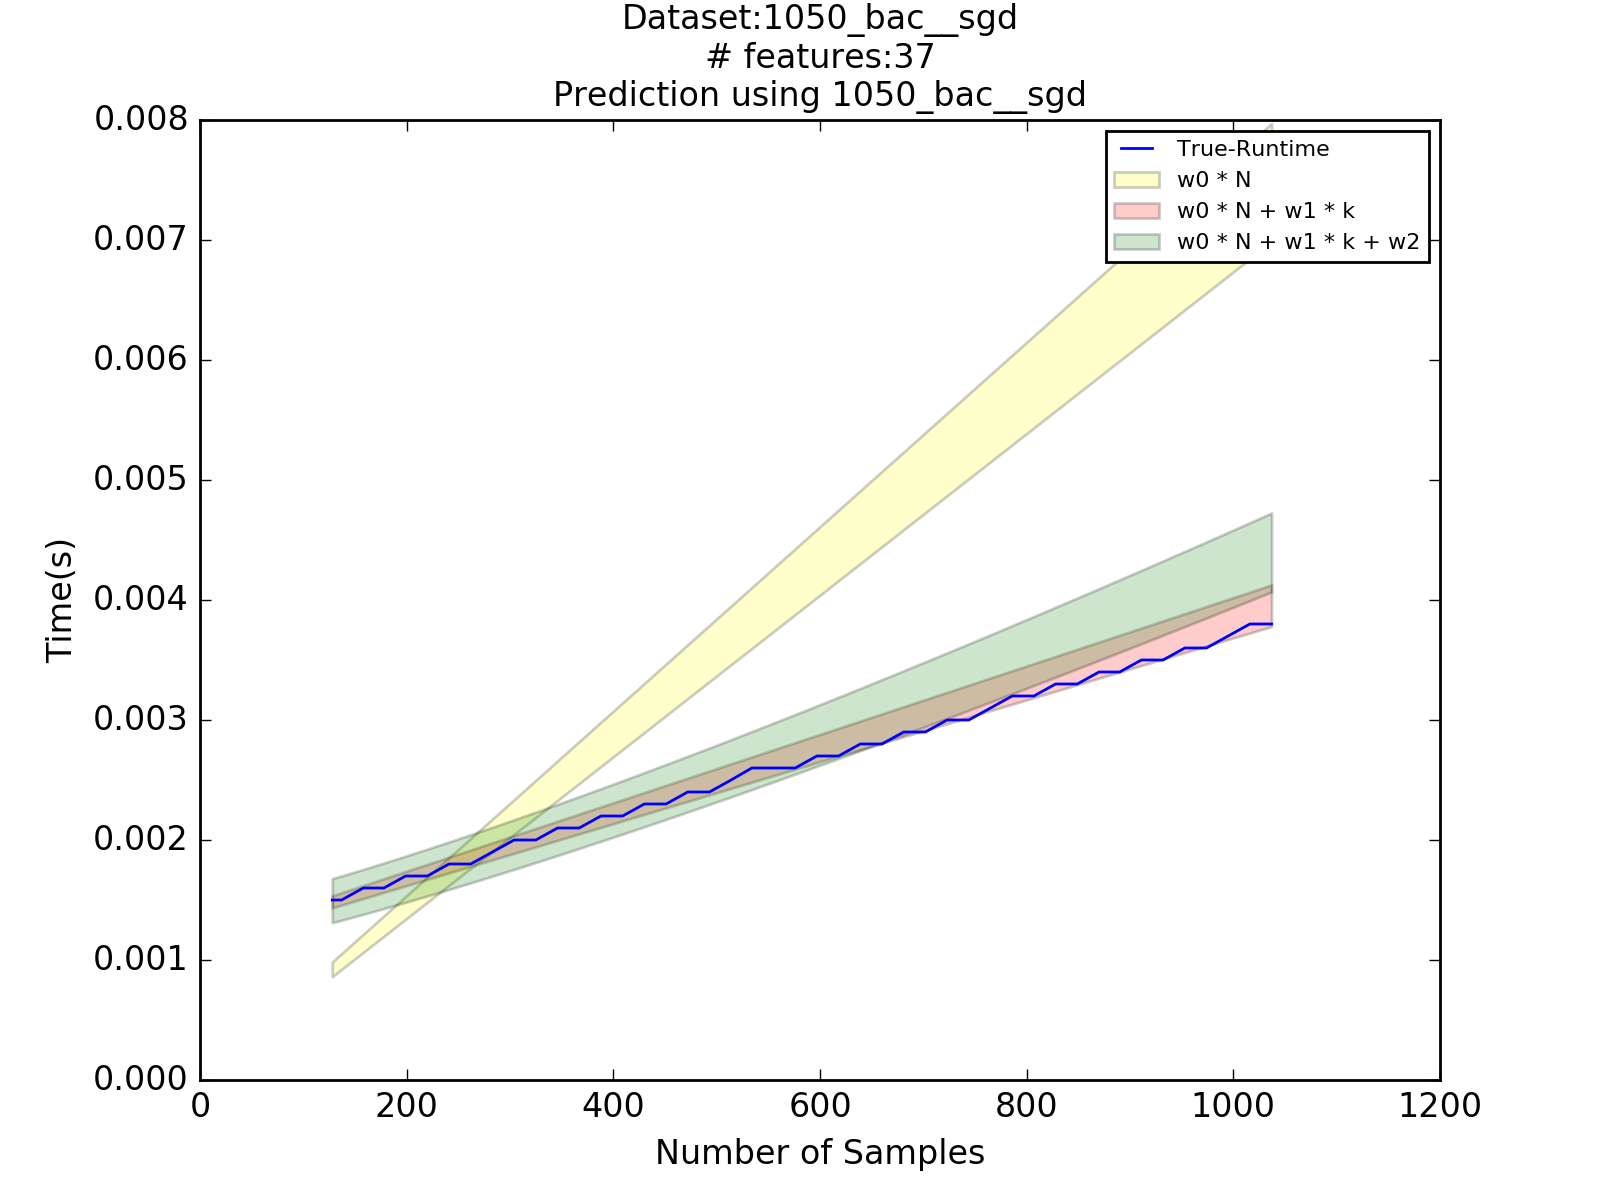 Dataset:1050_bac__sgd
# features:37
Prediction using 1050_bac__sgd
True-Runtime
w0 * N
w0 * N + w1 * k
w0 * N + w1 * k + w2
0.008
0.007
0.006
0.005
0.004
0.003
0.002
0.001
0.000
Time(s)
0 200 400 600 800 1000 1200
Number of Samples